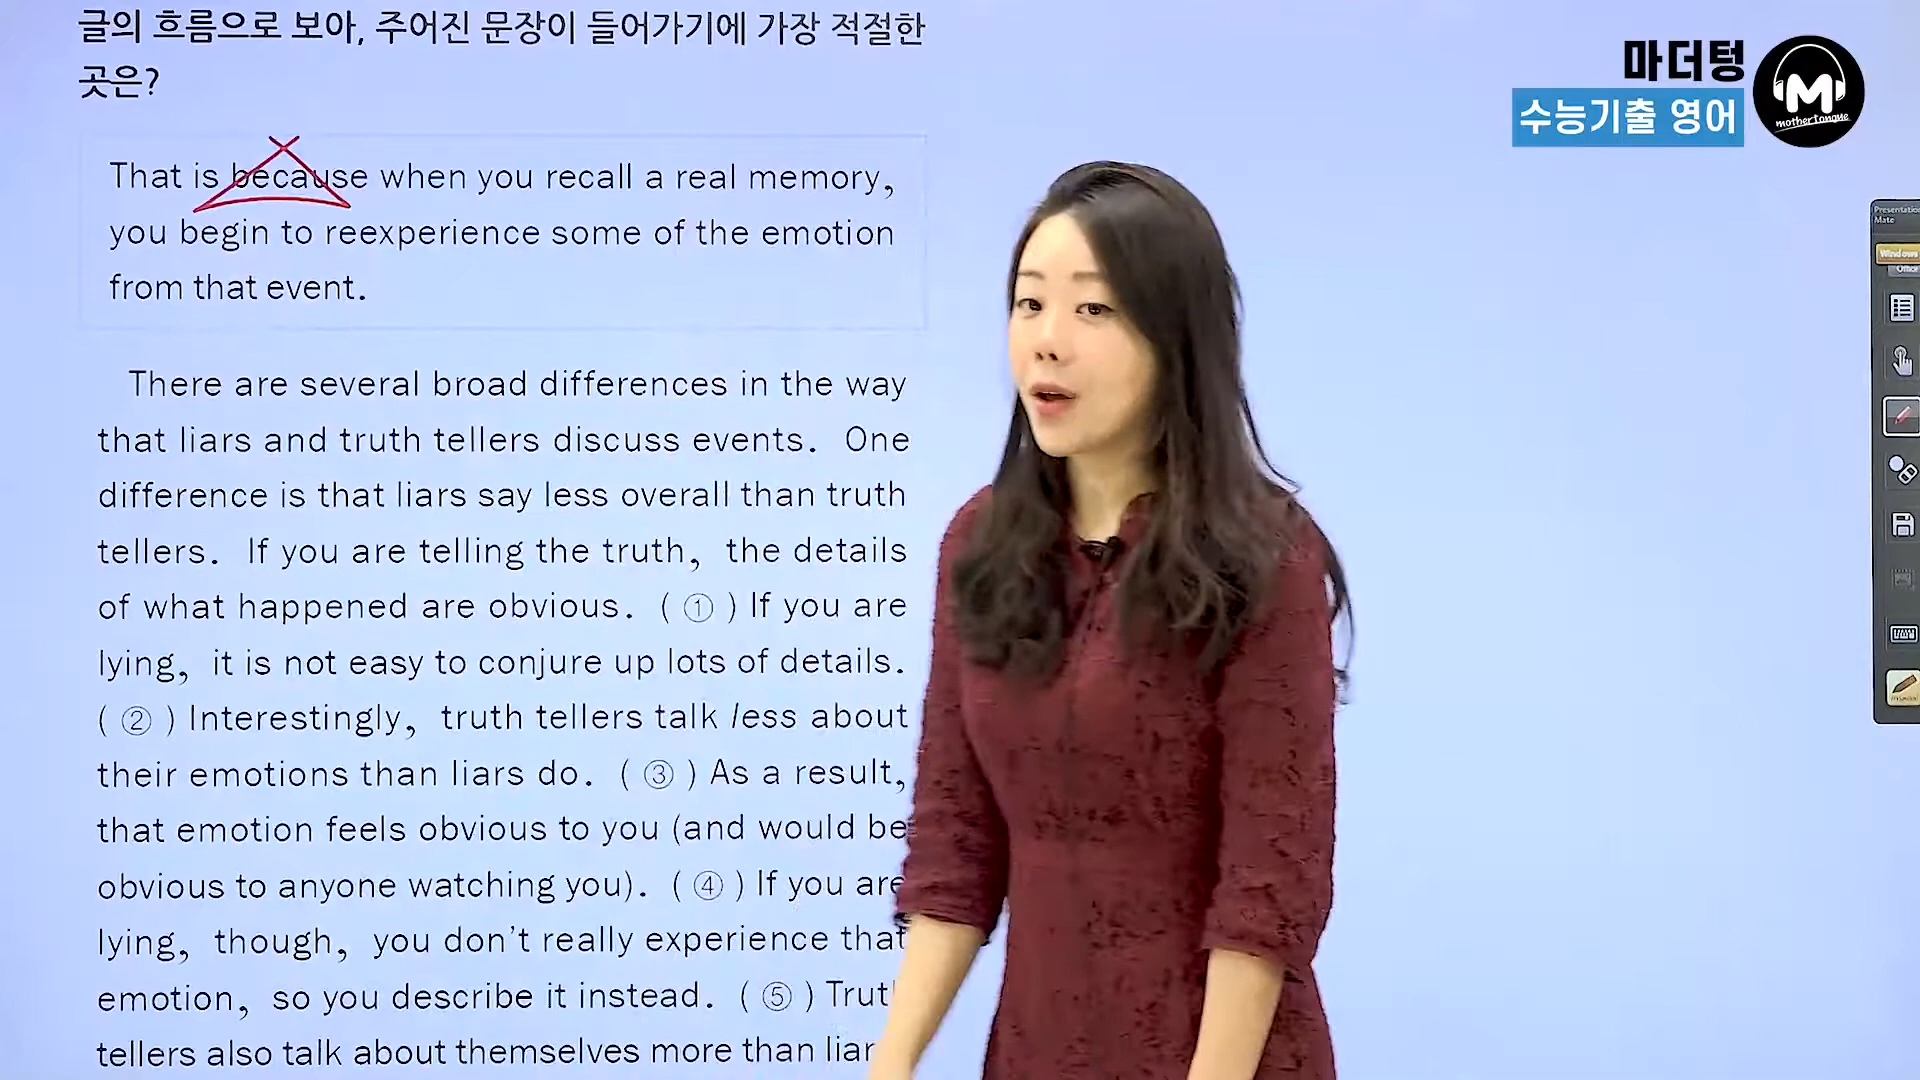 글의 흐름으로 보아, 주어진 문장이 들어가기에 가장 적절한
곳은?
마더텅
수능기출 영어
M
mothertongue
That is because when you recall a real memory,
you begin to reexperience some of the emotion
from that event.
There are several broad differences in the way
that liars and truth tellers discuss events. One
difference is that liars say less overall than truth
tellers. If you are telling the truth, the details
of what happened are obvious. ( ① ) If you are
lying, it is not easy to conjure up lots of details.
( ② ) Interestingly, truth tellers talk less about
their emotions than liars do. ( ③ ) As a result,
that emotion feels obvious to you (and would be
obvious to anyone watching you). ( ④ ) If you are
lying, though, you don't really experience that
emotion, so you describe it instead. ( ⑤ )
tellers also talk about themselves more than
Presentation
Mate
Windows
Office